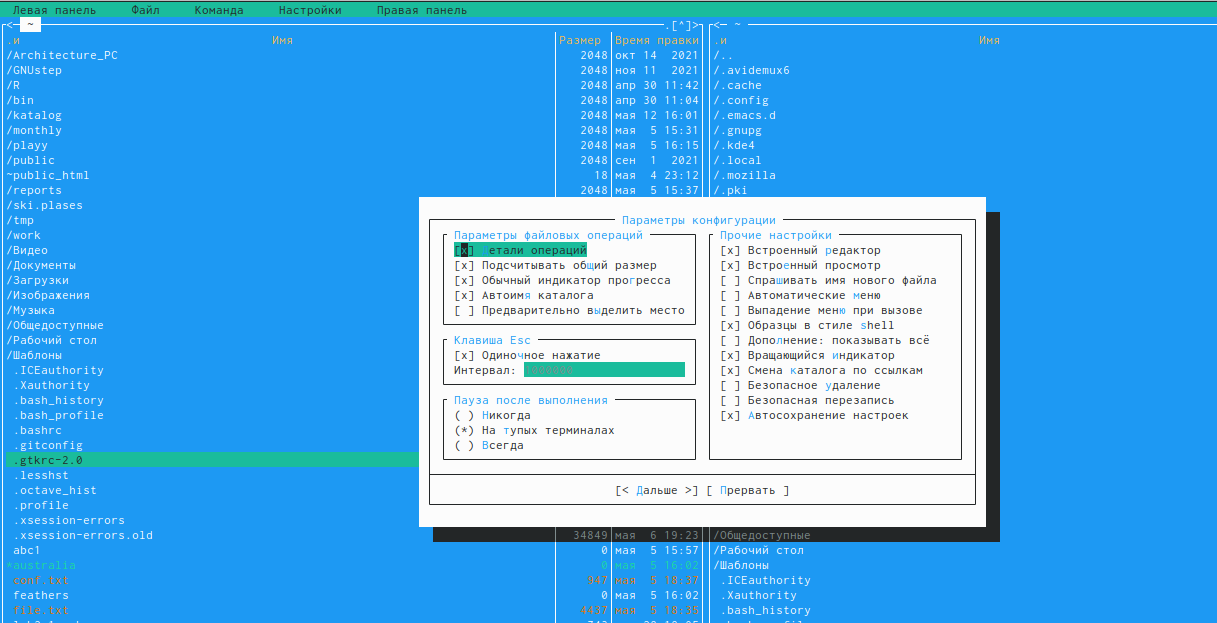 Левая панель Файл Команда Настройки Правая панель
<- ~ .[^]>
.и Имя Размер Время правки
/Architecture_PC 2048 окт 14 2021
/GNUstep 2048 ноя 11 2021
/R 2048 апр 30 11:42
/bin 2048 апр 30 11:04
/katalog 2048 мая 12 16:01
/monthly 2048 мая 5 15:31
/playy 2048 мая 5 16:15
/public 2048 сен 1 2021
~public_html 18 мая 4 23:12
/reports 2048 мая 5 15:37
/ski.plases
/tmp
/work
/Видео
/Документы
/Загрузки
/Изображения
/Музыка
/Общедоступные
/Рабочий стол
/Шаблоны
.ICEauthority
.Xauthority
.bash_history
.bash_profile
.bashrc
.gitconfig
.gtkrc-2.0
.lesshst
.octave_hist
.profile
.xsession-errors
.xsession-errors.old 34849 мая 6 19:23
abc1 0 мая 5 15:57
*australia 0 мая 5 16:02
conf.txt 947 мая 5 18:37
feathers 0 мая 5 16:02
file.txt 4437 мая 5 18:35
<- ~
.и Имя
/..
/.avidemux6
/.cache
/.config
/.emacs.d
/.gnupg
/.kde4
/.local
/.mozilla
/.pki
/Общедоступные
/Рабочий стол
/Шаблоны
.ICEauthority
.Xauthority
.bash_history
Параметры конфигурации
Параметры файловых операций
[x] Детали операций
[x] Подсчитывать общий размер
[x] Обычный индикатор прогресса
[x] Автоимя каталога
[ ] Предварительно выделить место
Клавиша Esc
[x] Одиночное нажатие
Интервал:
Пауза после выполнения
( ) Никогда
(*) На тупых терминалах
( ) Всегда
Прочие настройки
[x] Встроенный редактор
[x] Встроенный просмотр
[ ] Спрашивать имя нового файла
[ ] Автоматические меню
[ ] Выпадение меню при вызове
[x] Образцы в стиле shell
[ ] Дополнение: показывать всё
[x] Вращающийся индикатор
[x] Смена каталога по ссылкам
[ ] Безопасное удаление
[ ] Безопасная перезапись
[x] Автосохранение настроек
[< Дальше >] [ Прервать ]